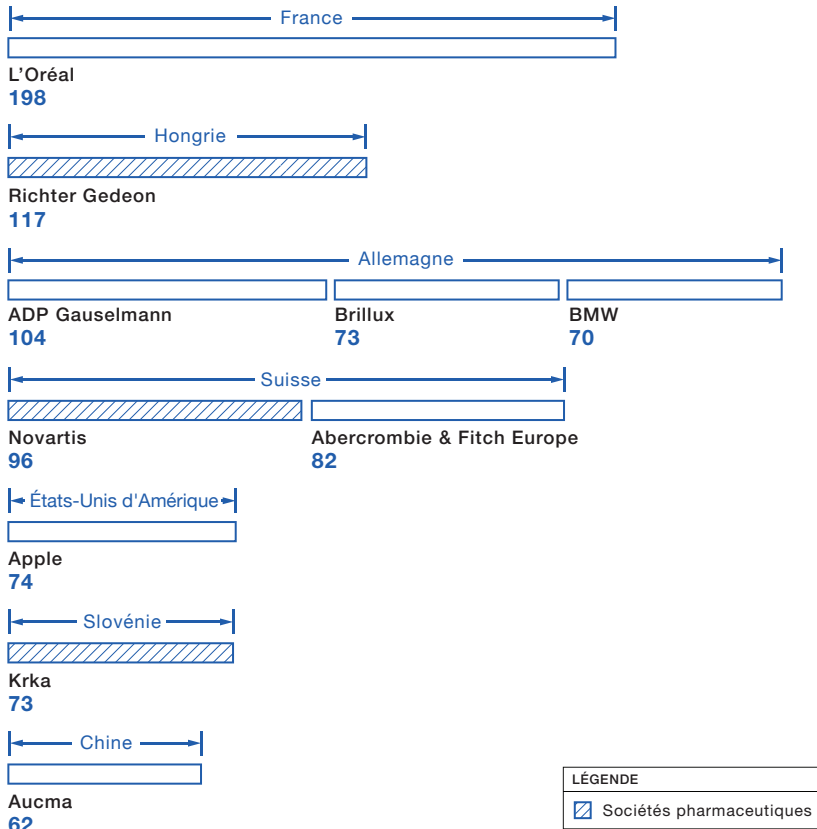 France
L'Oréal
198
Hongrie
Richter Gedeon
117
Allemagne
ADP Gauselmann Brillux BMW
104 73 70
Suisse
Novartis Abercrombie & Fitch Europe
96 82
États-Unis d'Amérique
Apple
74
Slovénie
Krka
73
Chine
Aucma
62
LÉGENDE
Sociétés pharmaceutiques